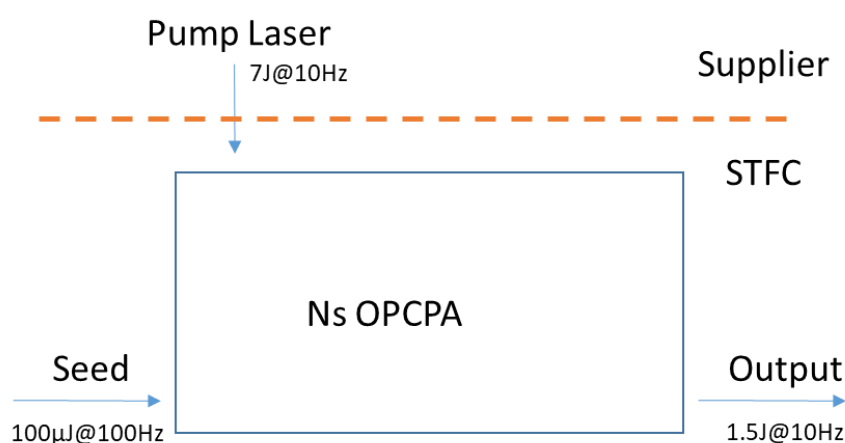 Pump Laser
7J@10Hz
Supplier
STFC
Ns OPCPA
Seed
Output
100µJ@100Hz
1.5J@10Hz